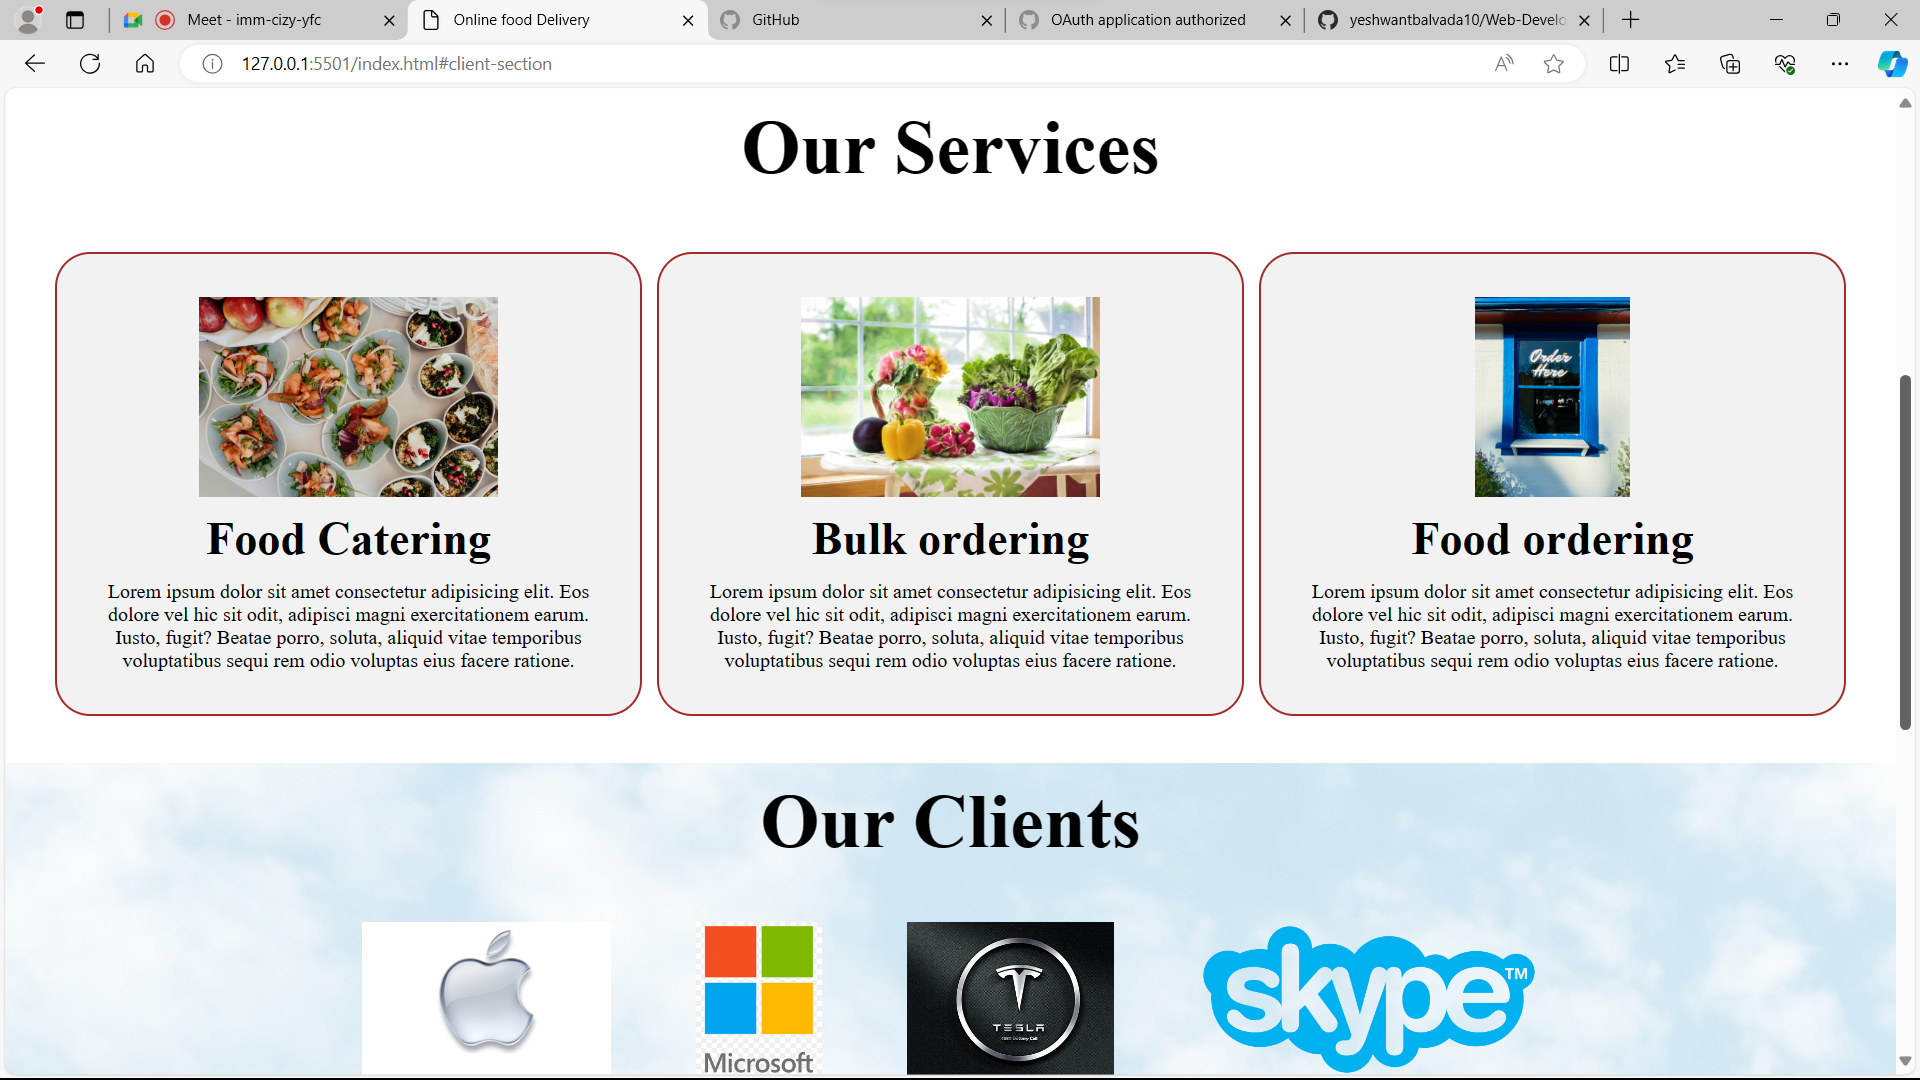 Meet - imm-cizy-yfc
Online food Delivery
GitHub
OAuth application authorized
yeshwantbalvada10/Web-Develo
127.0.0.1:5501/index.html#client-section
Our Services
Order
Here
Food Catering
Lorem ipsum dolor sit amet consectetur adipisicing elit. Eos
dolore vel hic sit odit, adipisci magni exercitationem earum.
Iusto, fugit? Beatae porro, soluta, aliquid vitae temporibus
voluptatibus sequi rem odio voluptas eius facere ratione.
Bulk ordering
Lorem ipsum dolor sit amet consectetur adipisicing elit. Eos
dolore vel hic sit odit, adipisci magni exercitationem earum.
Iusto, fugit? Beatae porro, soluta, aliquid vitae temporibus
voluptatibus sequi rem odio voluptas eius facere ratione.
Food ordering
Lorem ipsum dolor sit amet consectetur adipisicing elit. Eos
dolore vel hic sit odit, adipisci magni exercitationem earum.
Iusto, fugit? Beatae porro, soluta, aliquid vitae temporibus
voluptatibus sequi rem odio voluptas eius facere ratione.
Our Clients
Microsoft
TESLA
skype TM